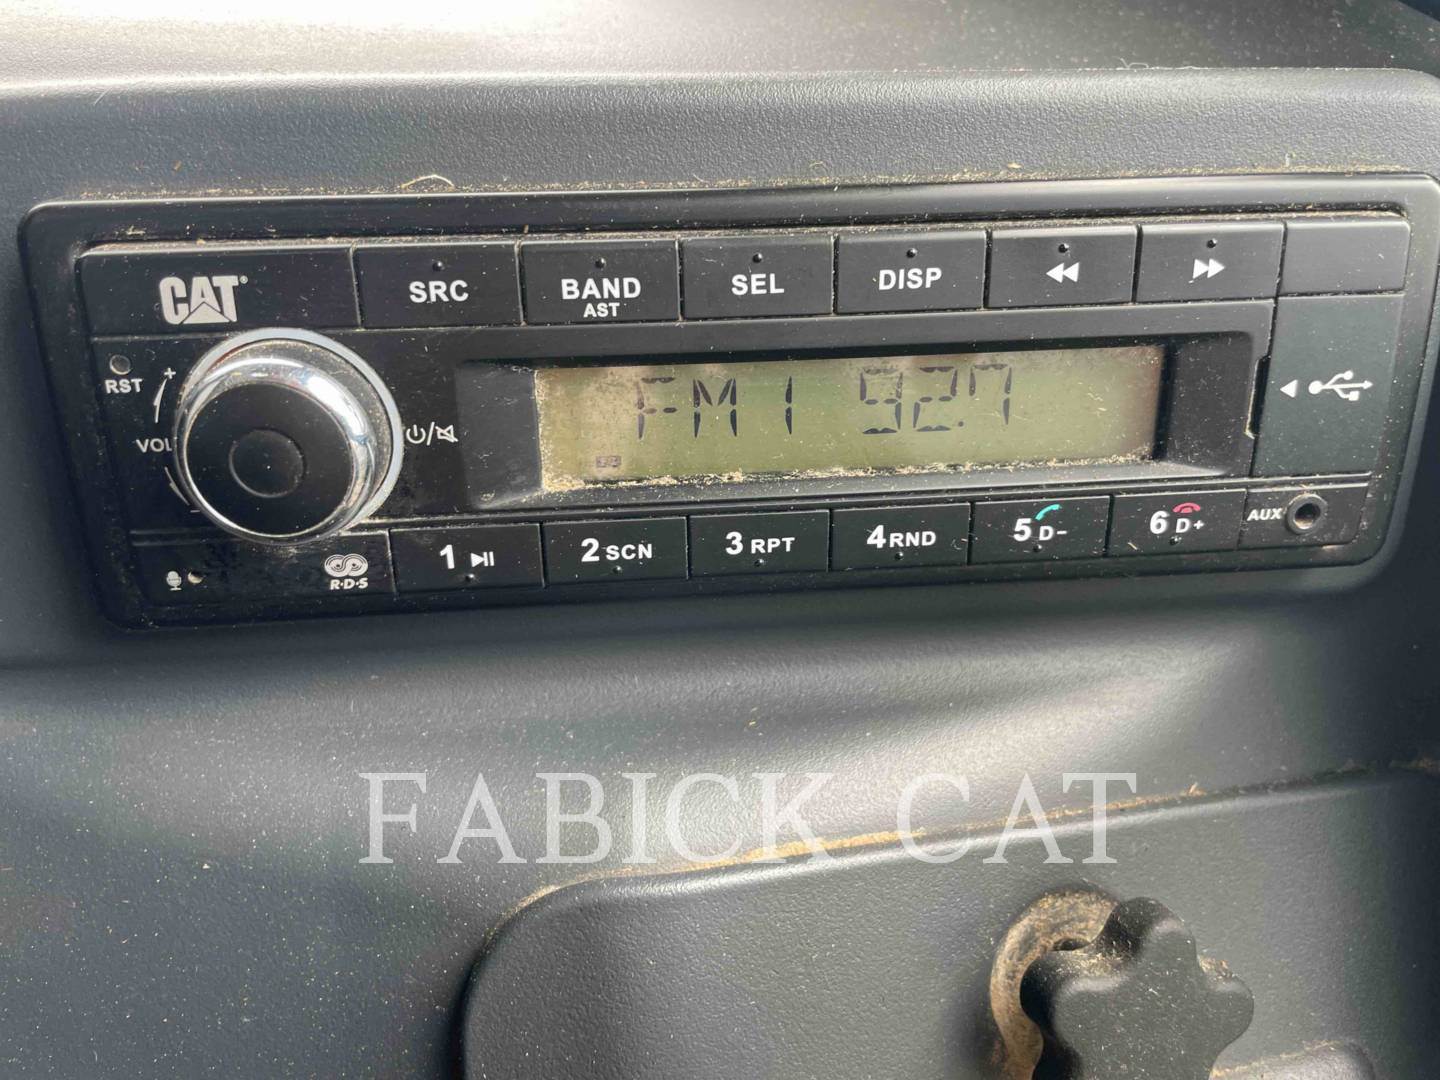 CAT
SRC
BAND
AST
SEL
DISP
RST
VOL
FM1 92.7
1
2 SCN
3 RPT
4 RND
5 D-
6 D+
AUX
R·D·S
FABICK CAT